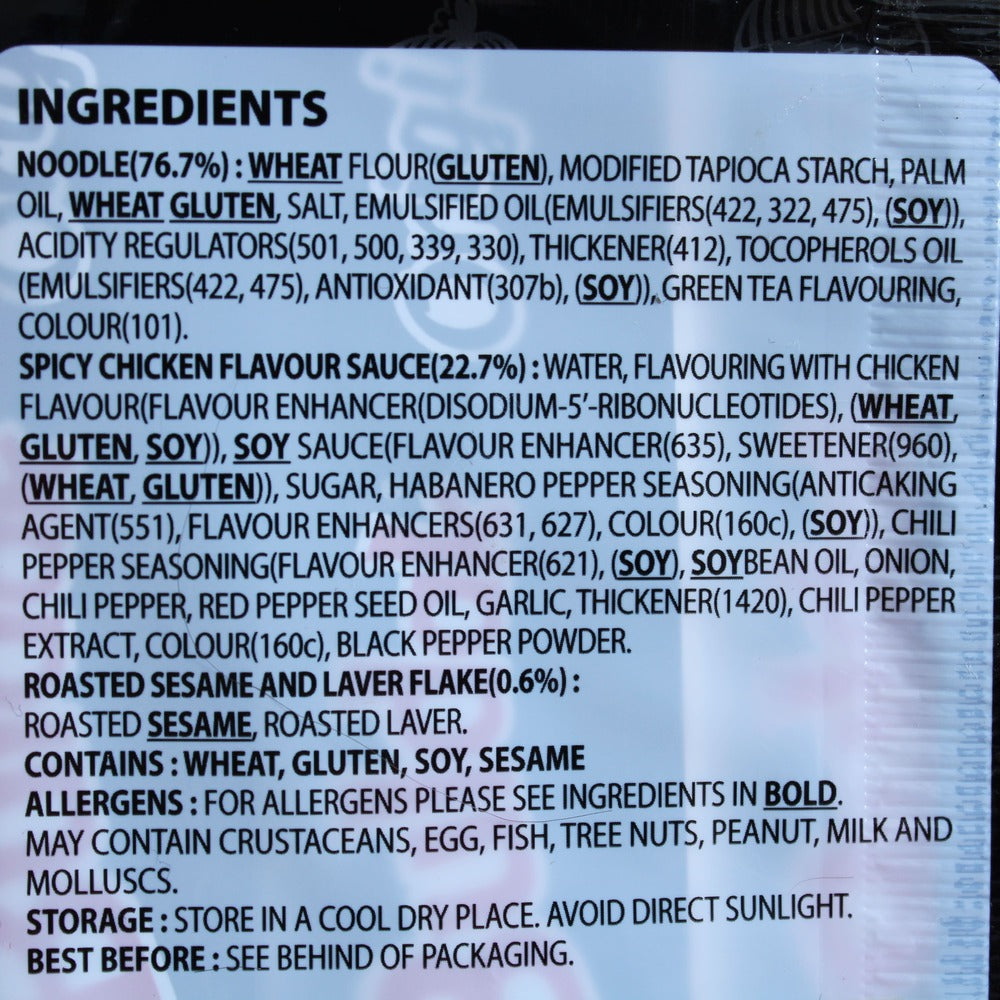 INGREDIENTS
NOODLE(76.7%) : WHEAT FLOUR(GLUTEN), MODIFIED TAPIOCA STARCH, PALM
OIL, WHEAT GLUTEN, SALT, EMULSIFIED OIL(EMULSIFIERS(422, 322, 475), (SOY)),
ACIDITY REGULATORS(501, 500, 339, 330), THICKENER(412), TOCOPHEROLS OIL
(EMULSIFIERS(422, 475), ANTIOXIDANT(307b), (SOY)), GREEN TEA FLAVOURING,
COLOUR(101).
SPICY CHICKEN FLAVOUR SAUCE(22.7%) : WATER, FLAVOURING WITH CHICKEN
FLAVOUR(FLAVOUR ENHANCER(DISODIUM-5'-RIBONUCLEOTIDES), (WHEAT,
GLUTEN, SOY)), SOY SAUCE(FLAVOUR ENHANCER(635), SWEETENER(960),
(WHEAT, GLUTEN)), SUGAR, HABANERO PEPPER SEASONING(ANTICAKING
AGENT(551), FLAVOUR ENHANCERS(631, 627), COLOUR(160c), (SOY)), CHILI
PEPPER SEASONING(FLAVOUR ENHANCER(621), (SOY), SOYBEAN OIL, ONION,
CHILI PEPPER, RED PEPPER SEED OIL, GARLIC, THICKENER(1420), CHILI PEPPER
EXTRACT, COLOUR(160c), BLACK PEPPER POWDER.
ROASTED SESAME AND LAVER FLAKE(0.6%) :
ROASTED SESAME, ROASTED LAVER.
CONTAINS : WHEAT, GLUTEN, SOY, SESAME
ALLERGENS : FOR ALLERGENS PLEASE SEE INGREDIENTS IN BOLD.
MAY CONTAIN CRUSTACEANS, EGG, FISH, TREE NUTS, PEANUT, MILK AND
MOLLUSCS.
STORAGE : STORE IN A COOL DRY PLACE. AVOID DIRECT SUNLIGHT.
BEST BEFORE : SEE BEHIND OF PACKAGING.